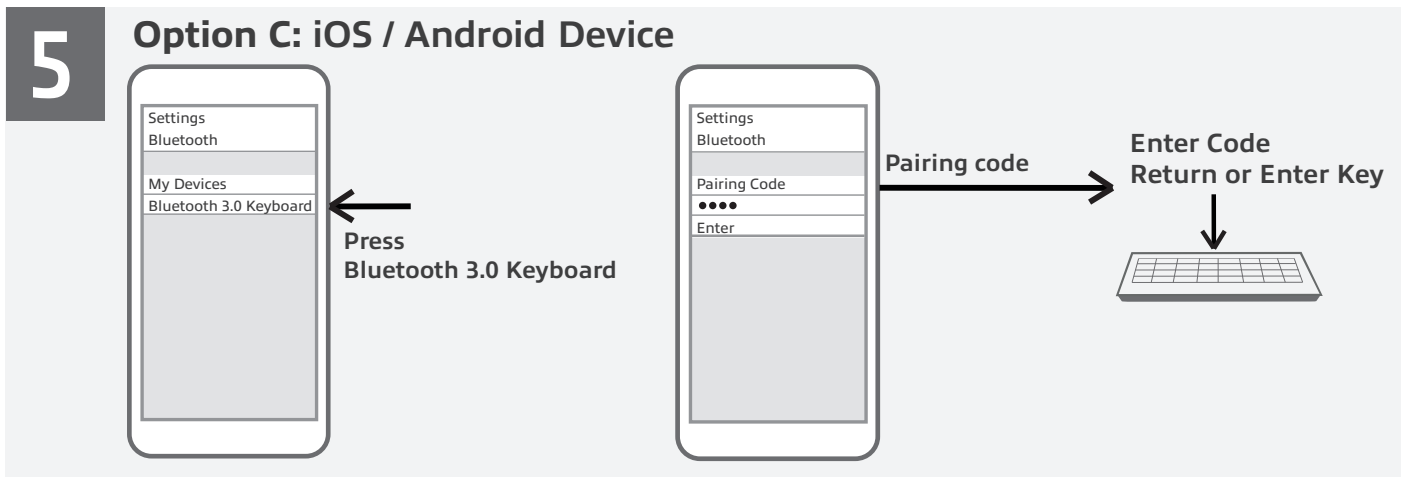 5
Option C: iOS / Android Device
Settings
Bluetooth
My Devices
Bluetooth 3.0 Keyboard
Press
Bluetooth 3.0 Keyboard
Settings
Bluetooth
Pairing Code
●●●●
Enter
Pairing code
Enter Code
Return or Enter Key